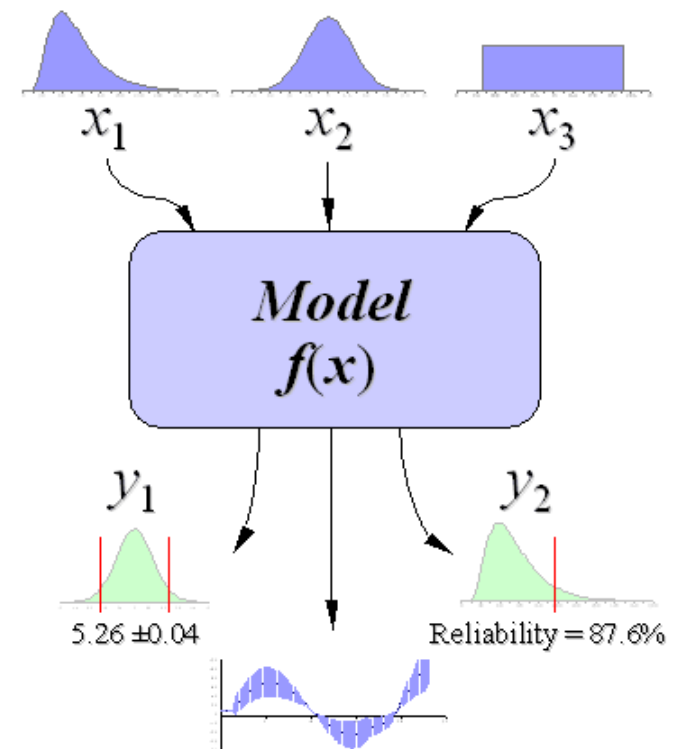 x₁ x₂ x₃
Model
f(x)
y₁ y₂
5.26 ±0.04 Reliability = 87.6%